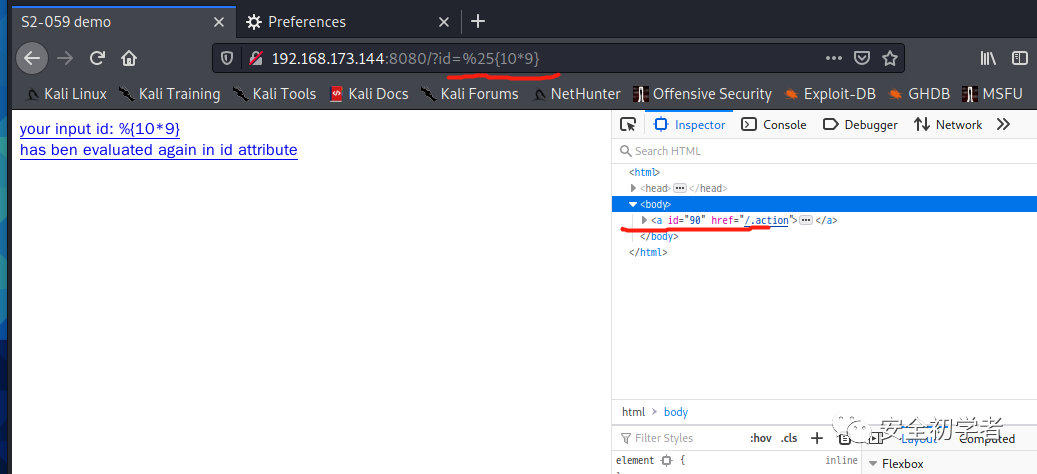 S2-059 demo
Preferences
192.168.173.144:8080/?id=%25{10*9}
Kali Linux Kali Training Kali Tools Kali Docs Kali Forums NetHunter Offensive Security Exploit-DB GHDB MSFU
your input id: %{10*9}
has ben evaluated again in id attribute
Inspector Console Debugger Network
Search HTML
<html>
<head> </head>
<body>
<a id="90" href="/.action"> </a>
</body>
</html>
html > body
Filter Styles :hov .cls + Layout Computed
安全初学者
element { inline
Flexbox